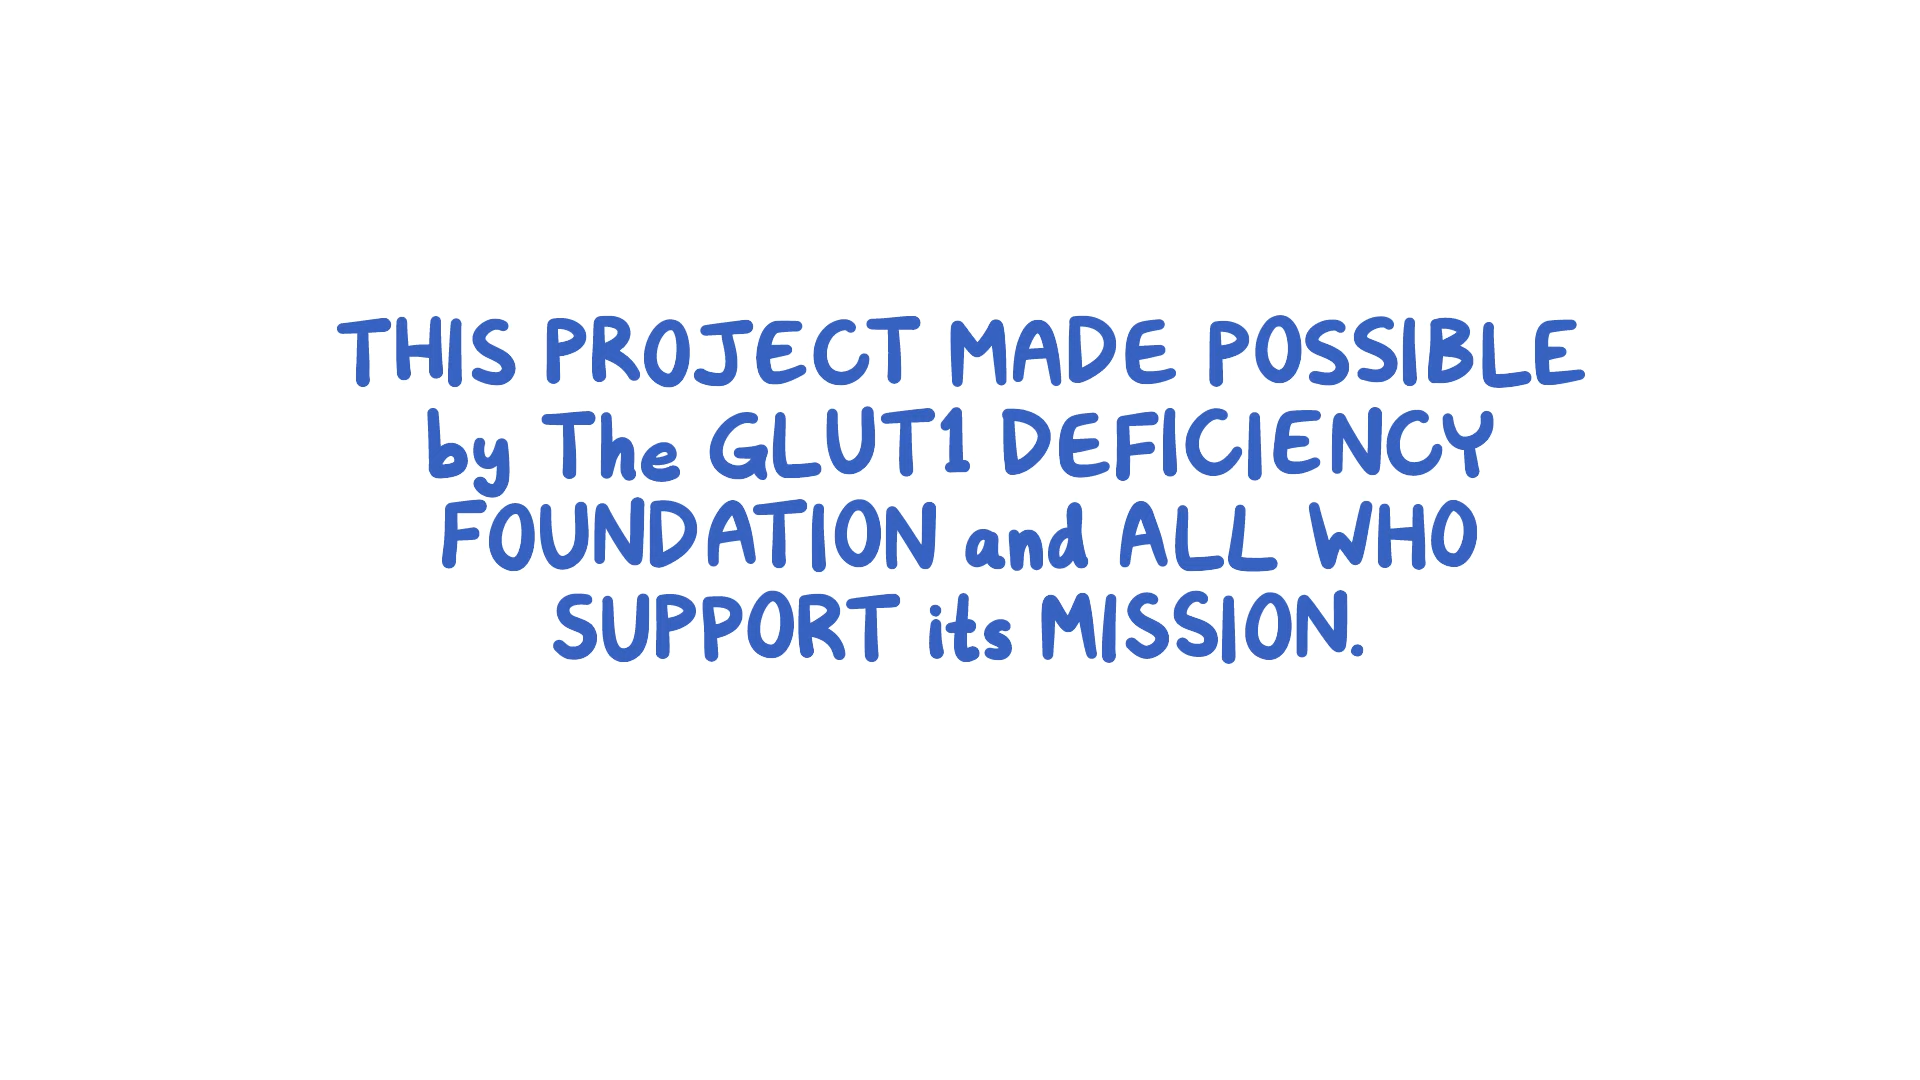 THIS PROJECT MADE POSSIBLE
by The GLUT1 DEFICIENCY
FOUNDATION and ALL WHO
SUPPORT its MISSION.